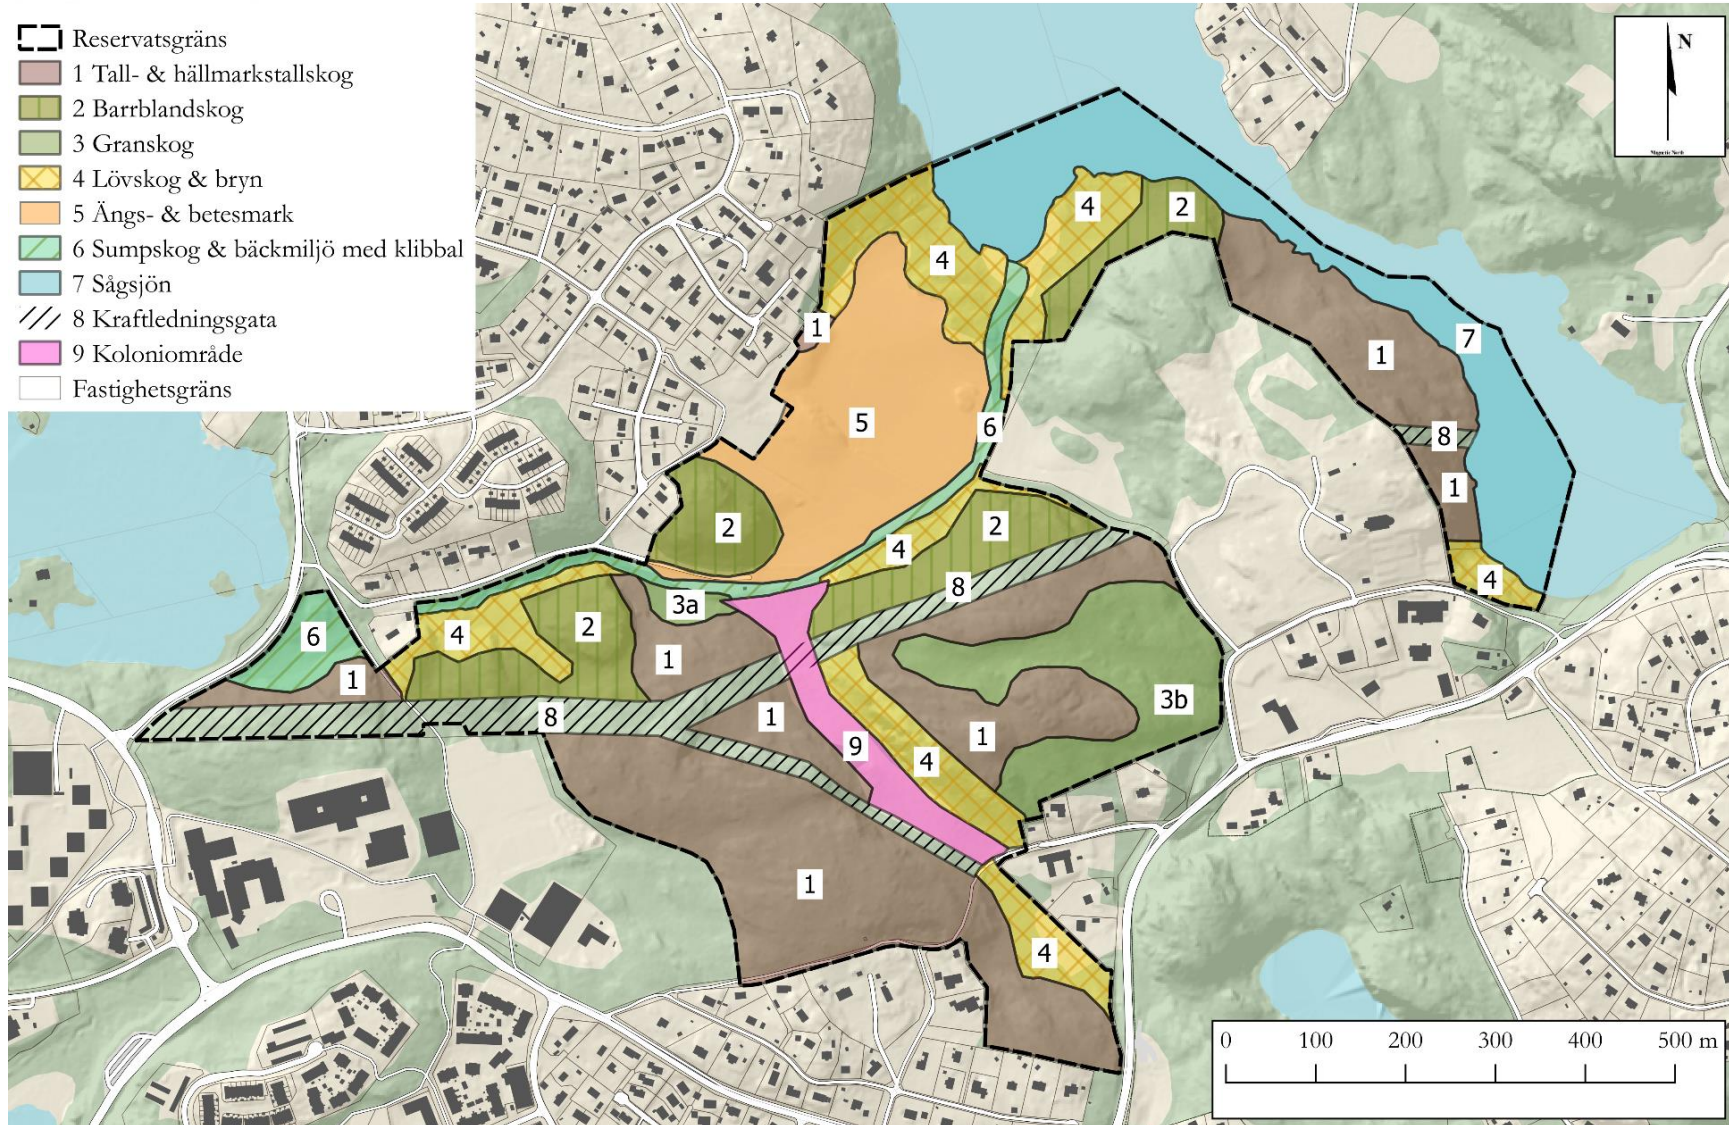 Reservatsgräns
1 Tall- & hällmarkstallskog
2 Barrblandskog
3 Granskog
4 Lövskog & bryn
5 Ängs- & betesmark
6 Sumpskog & bäckmiljö med klibbal
7 Sågsjön
8 Kraftledningsgata
9 Koloniområde
Fastighetsgräns
N
Magnetic North
4
2
4
1
7
1
5
6
8
1
2
2
4
8
4
3a
6
4
2
1
1
3b
8
1
9
1
4
1
4
0 100 200 300 400 500 m